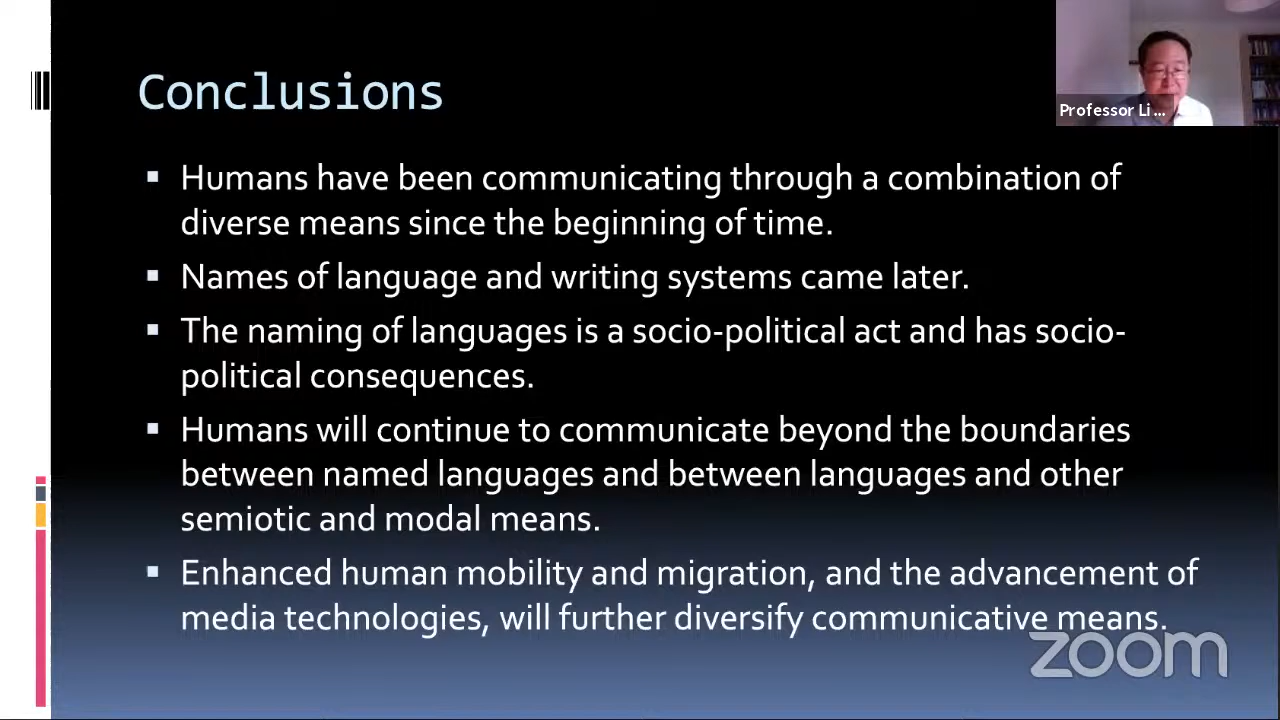 Conclusions
Professor Li ...
Humans have been communicating through a combination of
diverse means since the beginning of time.
Names of language and writing systems came later.
The naming of languages is a socio-political act and has socio-
political consequences.
Humans will continue to communicate beyond the boundaries
between named languages and between languages and other
semiotic and modal means.
Enhanced human mobility and migration, and the advancement of
media technologies, will further diversify communicative means.
zoom